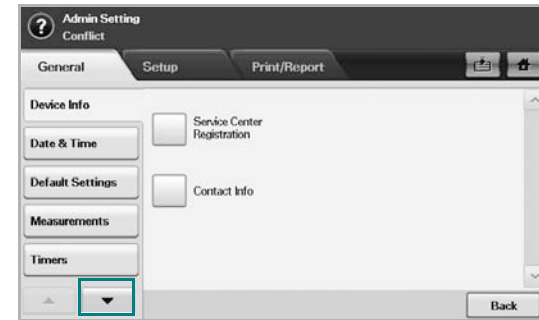 Admin Setting
Conflict
General
Setup
Print/Report
Device Info
Date & Time
Default Settings
Measurements
Timers
Service Center
Registration
Contact Info
Back